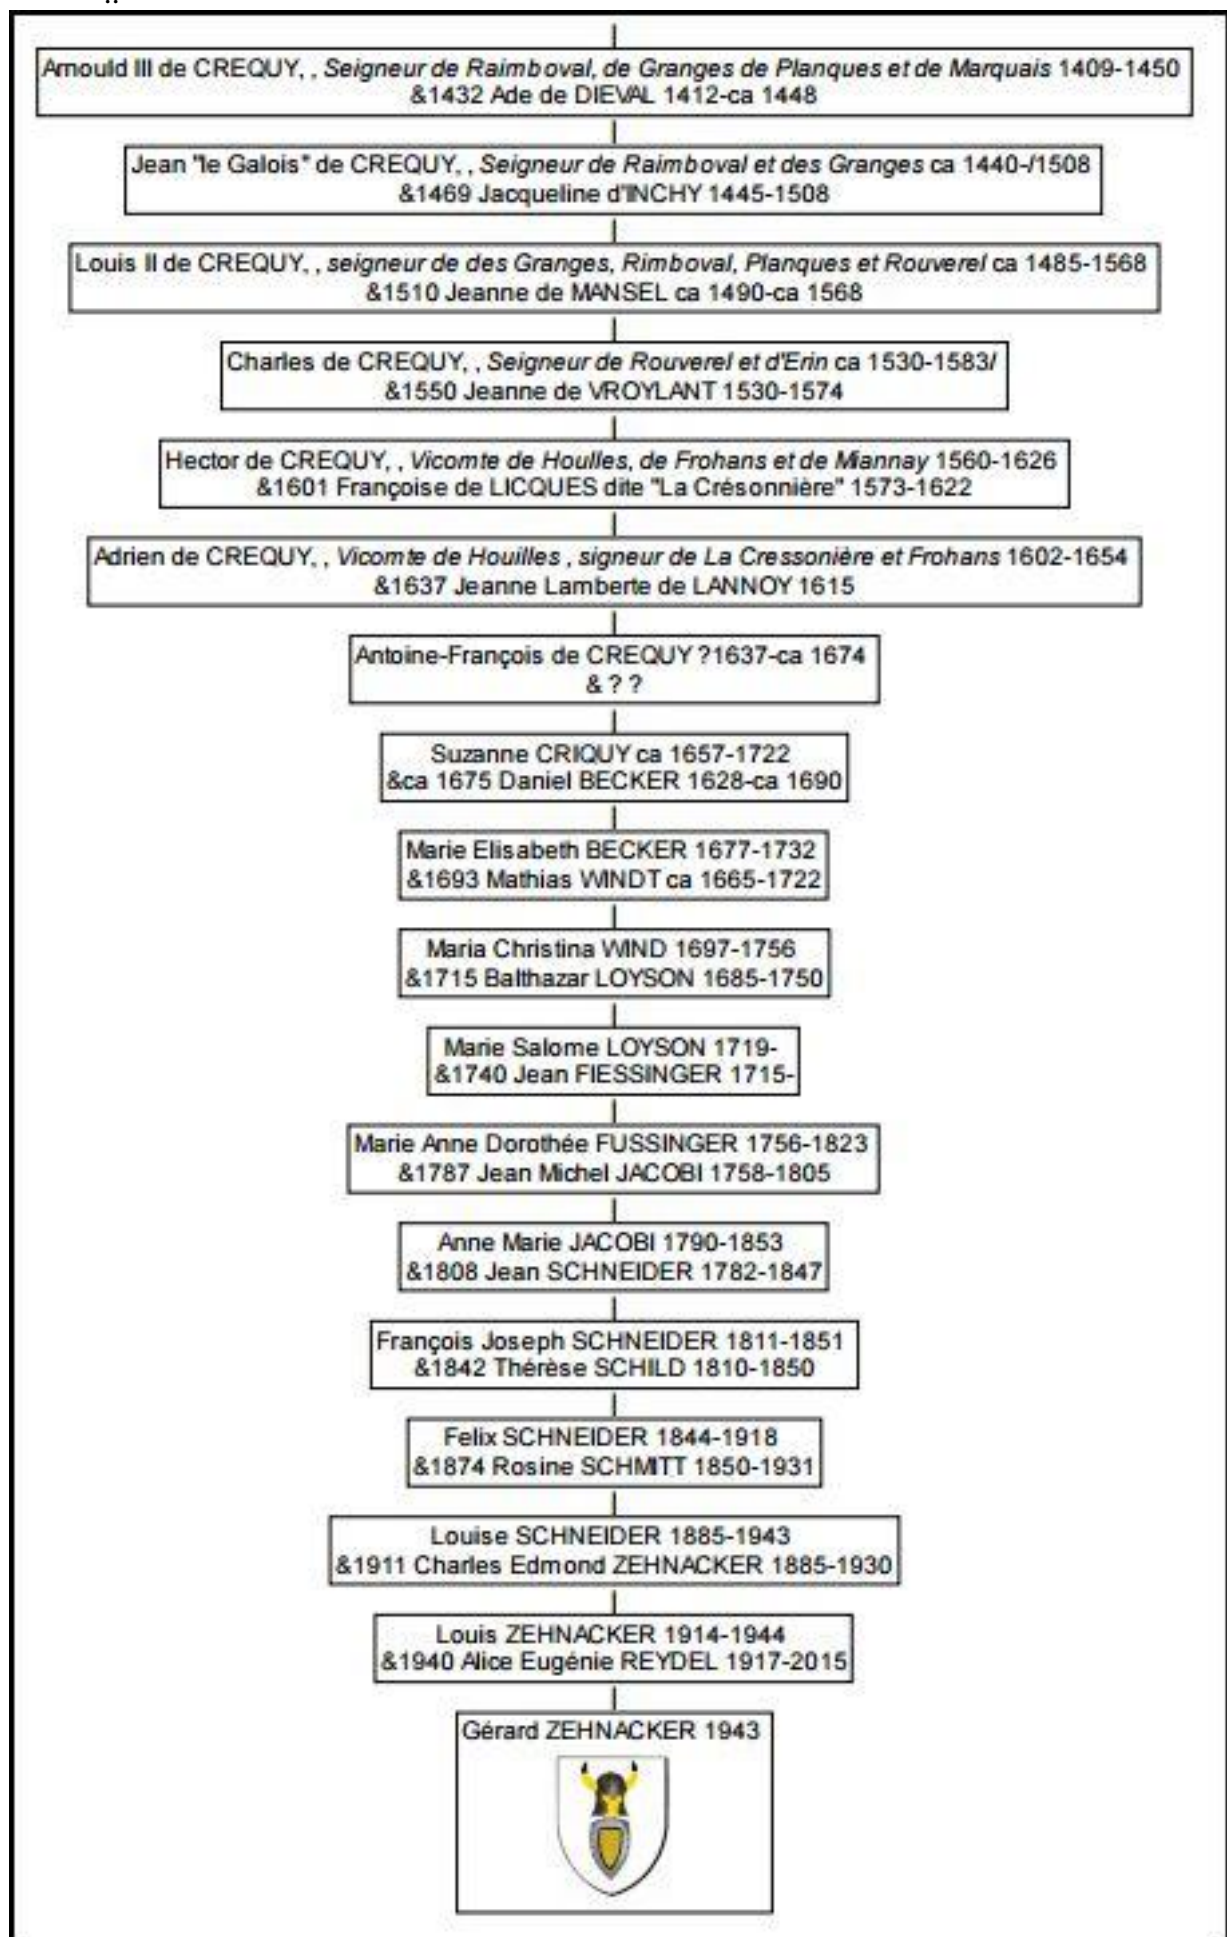 Arnould III de CREQUY, , Seigneur de Raimboval, de Granges de Planques et de Marquais 1409-1450
&1432 Ade de DIEVAL 1412-ca 1448
Jean "le Galois" de CREQUY, , Seigneur de Raimboval et des Granges ca 1440-/1508
&1469 Jacqueline d'INCHY 1445-1508
Louis II de CREQUY, , seigneur de des Granges, Rimboval, Planques et Rouverel ca 1485-1568
&1510 Jeanne de MANSEL ca 1490-ca 1568
Charles de CREQUY, , Seigneur de Rouverel et d'Erin ca 1530-1583/
&1550 Jeanne de VROYLANT 1530-1574
Hector de CREQUY, , Vicomte de Houlles, de Frohans et de Miannay 1560-1626
&1601 Françoise de LICQUES dite "La Crésonnière" 1573-1622
Adrien de CREQUY, , Vicomte de Houilles , signeur de La Cressonière et Frohans 1602-1654
&1637 Jeanne Lamberte de LANNOY 1615
Antoine-François de CREQUY ?1637-ca 1674
& ? ?
Suzanne CRIQUY ca 1657-1722
&ca 1675 Daniel BECKER 1628-ca 1690
Marie Elisabeth BECKER 1677-1732
&1693 Mathias WINDT ca 1665-1722
Maria Christina WIND 1697-1756
&1715 Balthazar LOYSON 1685-1750
Marie Salome LOYSON 1719-
&1740 Jean FIESSINGER 1715-
Marie Anne Dorothée FUSSINGER 1756-1823
&1787 Jean Michel JACOBI 1758-1805
Anne Marie JACOBI 1790-1853
&1808 Jean SCHNEIDER 1782-1847
François Joseph SCHNEIDER 1811-1851
&1842 Thérèse SCHILD 1810-1850
Felix SCHNEIDER 1844-1918
&1874 Rosine SCHMITT 1850-1931
Louise SCHNEIDER 1885-1943
&1911 Charles Edmond ZEHNACKER 1885-1930
Louis ZEHNACKER 1914-1944
&1940 Alice Eugénie REYDEL 1917-2015
Gérard ZEHNACKER 1943